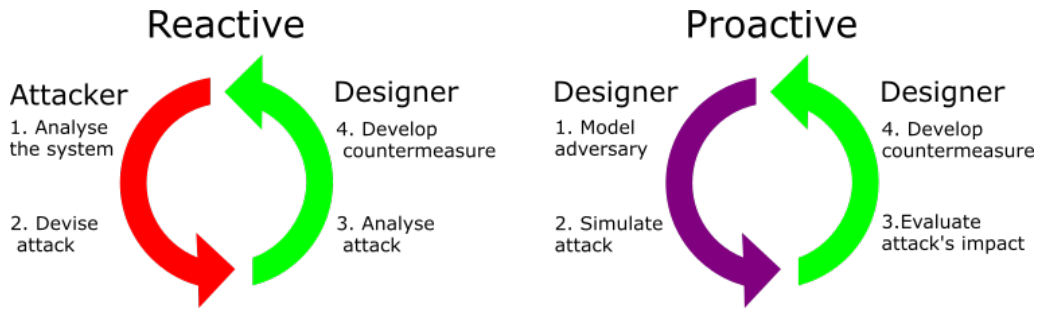 Reactive
Attacker
1. Analyse
the system
2. Devise
attack
Designer
4. Develop
countermeasure
3. Analyse
attack
Proactive
Designer
1. Model
adversary
2. Simulate
attack
Designer
4. Develop
countermeasure
3.Evaluate
attack's impact